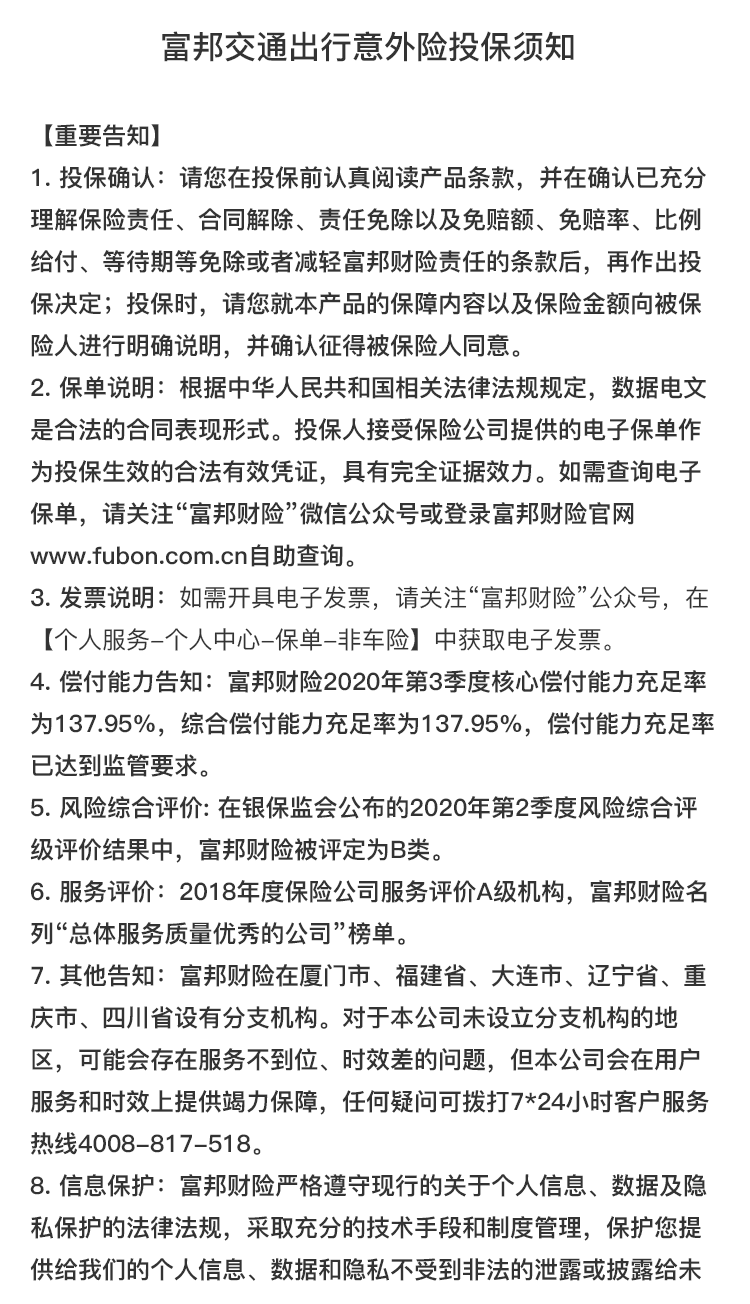 富邦交通出行意外险投保须知
【重要告知】
1. 投保确认：请您在投保前认真阅读产品条款，并在确认已充分
理解保险责任、合同解除、责任免除以及免赔额、免赔率、比例
给付、等待期等免除或者减轻富邦财险责任的条款后，再作出投
保决定；投保时，请您就本产品的保障内容以及保险金额向被保
险人进行明确说明，并确认征得被保险人同意。
2. 保单说明：根据中华人民共和国相关法律法规规定，数据电文
是合法的合同表现形式。投保人接受保险公司提供的电子保单作
为投保生效的合法有效凭证，具有完全证据效力。如需查询电子
保单，请关注“富邦财险”微信公众号或登录富邦财险官网
www.fubon.com.cn自助查询。
3. 发票说明：如需开具电子发票，请关注“富邦财险”公众号，在
【个人服务–个人中心–保单–非车险】中获取电子发票。
4. 偿付能力告知：富邦财险2020年第3季度核心偿付能力充足率
为137.95%，综合偿付能力充足率为137.95%，偿付能力充足率
已达到监管要求。
5. 风险综合评价: 在银保监会公布的2020年第2季度风险综合评
级评价结果中，富邦财险被评定为B类。
6. 服务评价：2018年度保险公司服务评价A级机构，富邦财险名
列“总体服务质量优秀的公司”榜单。
7. 其他告知：富邦财险在厦门市、福建省、大连市、辽宁省、重
庆市、四川省设有分支机构。对于本公司未设立分支机构的地
区，可能会存在服务不到位、时效差的问题，但本公司会在用户
服务和时效上提供竭力保障，任何疑问可拨打7*24小时客户服务
热线4008–817–518。
8. 信息保护：富邦财险严格遵守现行的关于个人信息、数据及隐
私保护的法律法规，采取充分的技术手段和制度管理，保护您提
供给我们的个人信息、数据和隐私不受到非法的泄露或披露给未